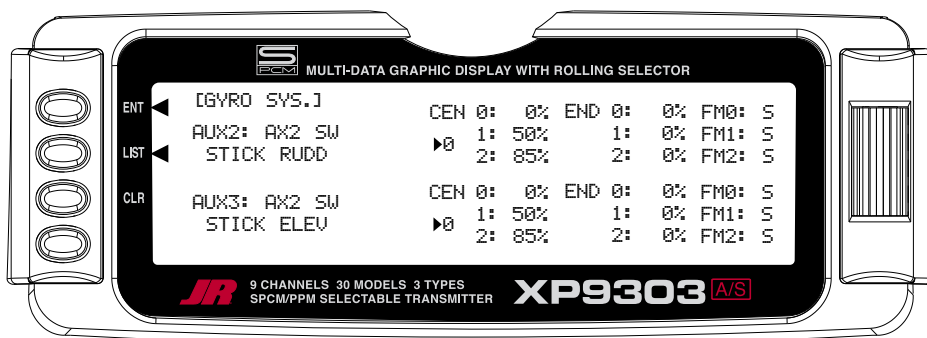 S
PCM
MULTI-DATA GRAPHIC DISPLAY WITH ROLLING SELECTOR
ENT
LIST
CLR
[GYRO SYS.]
AUX2: AX2 SW
STICK RUDD
CEN 0: 0% END 0: 0% FM0: S
▶0 1: 50% 1: 0% FM1: S
2: 85% 2: 0% FM2: S
AUX3: AX2 SW
STICK ELEV
CEN 0: 0% END 0: 0% FM0: S
▶0 1: 50% 1: 0% FM1: S
2: 85% 2: 0% FM2: S
JR
9 CHANNELS 30 MODELS 3 TYPES
SPCM/PPM SELECTABLE TRANSMITTER
XP9303 A/S